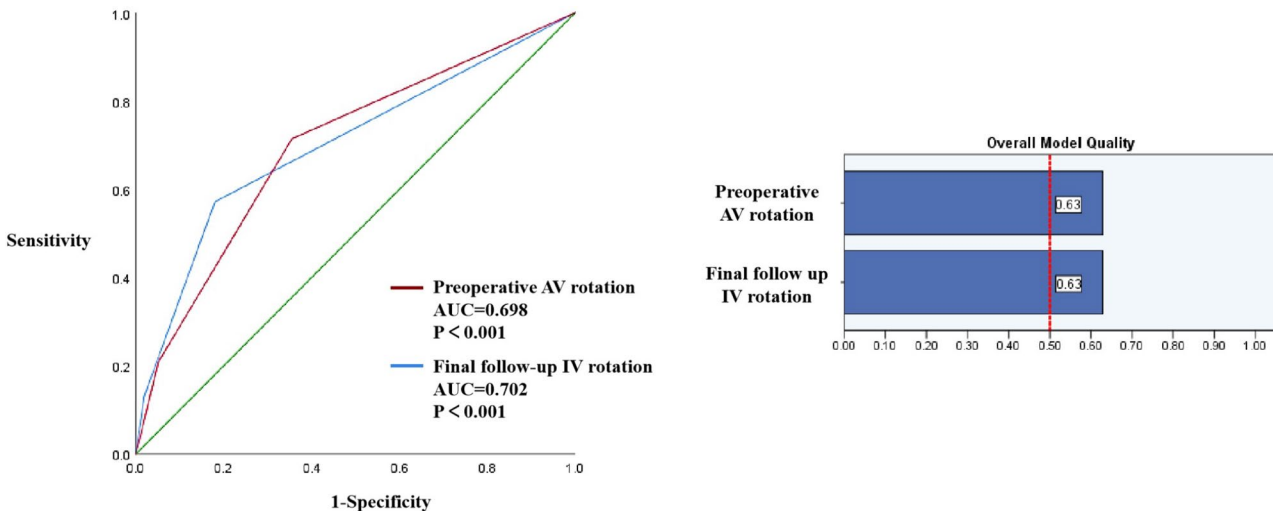 1.0
0.8
0.6
0.4
0.2
0.0
Sensitivity
0.0 0.2 0.4 0.6 0.8 1.0
1-Specificity
Preoperative AV rotation
AUC=0.698
P < 0.001
Final follow-up IV rotation
AUC=0.702
P < 0.001
Overall Model Quality
Preoperative
AV rotation
0.63
Final follow up
IV rotation
0.63
0.00 0.10 0.20 0.30 0.40 0.50 0.60 0.70 0.80 0.90 1.00